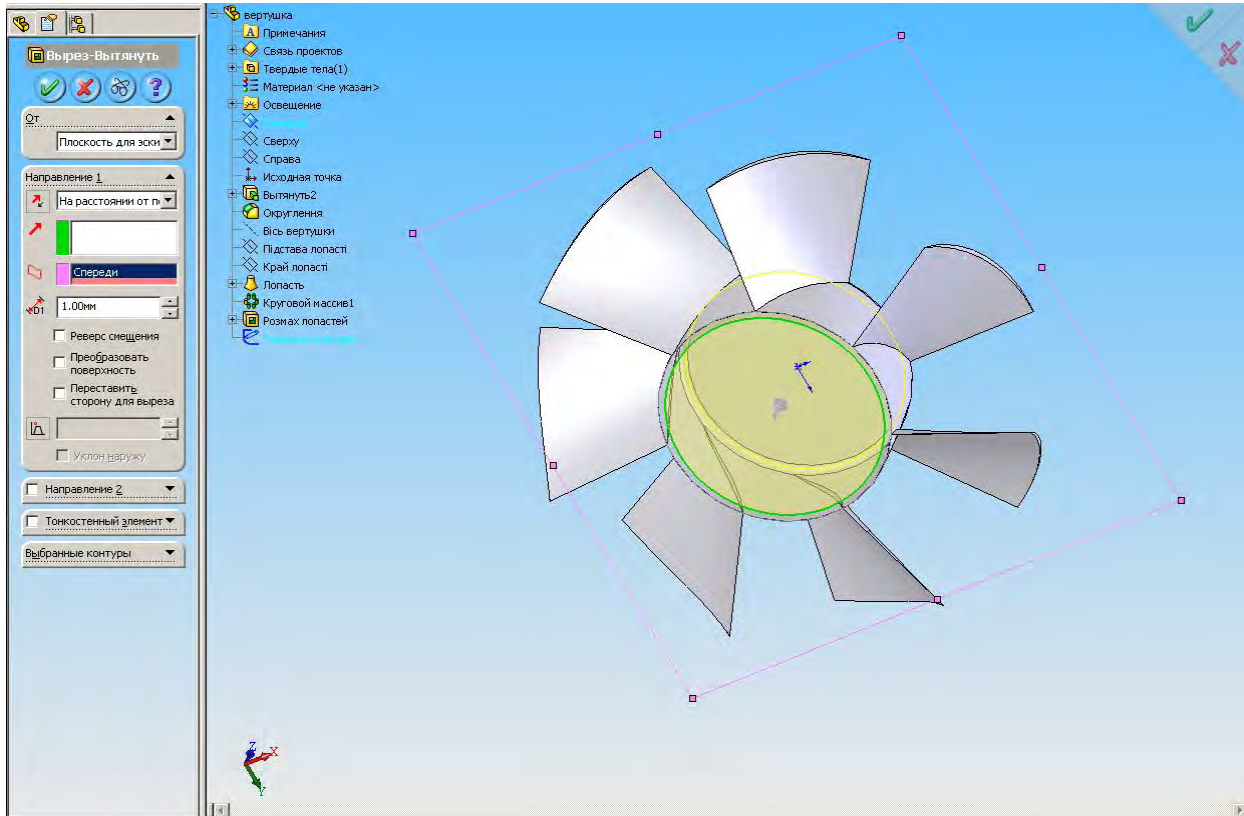 Вырез-Вытянуть
?
От
Плоскость для эски
Направление 1
На расстоянии от п
Спереди
D1
1.00мм
Реверс смещения
Преобразовать
поверхность
Переставить
сторону для выреза
Уклон наружу
Направление 2
Тонкостенный элемент
Выбранные контуры
вертушка
A Примечания
Связь проектов
Твердые тела(1)
Материал <не указан>
Освещение
Сверху
Справа
Исходная точка
Вытянуть2
Округлення
Вісь вертушки
Підстава лопасті
Край лопасті
Лопасть
Круговой массив1
Розмах лопастей
Z
X
Y